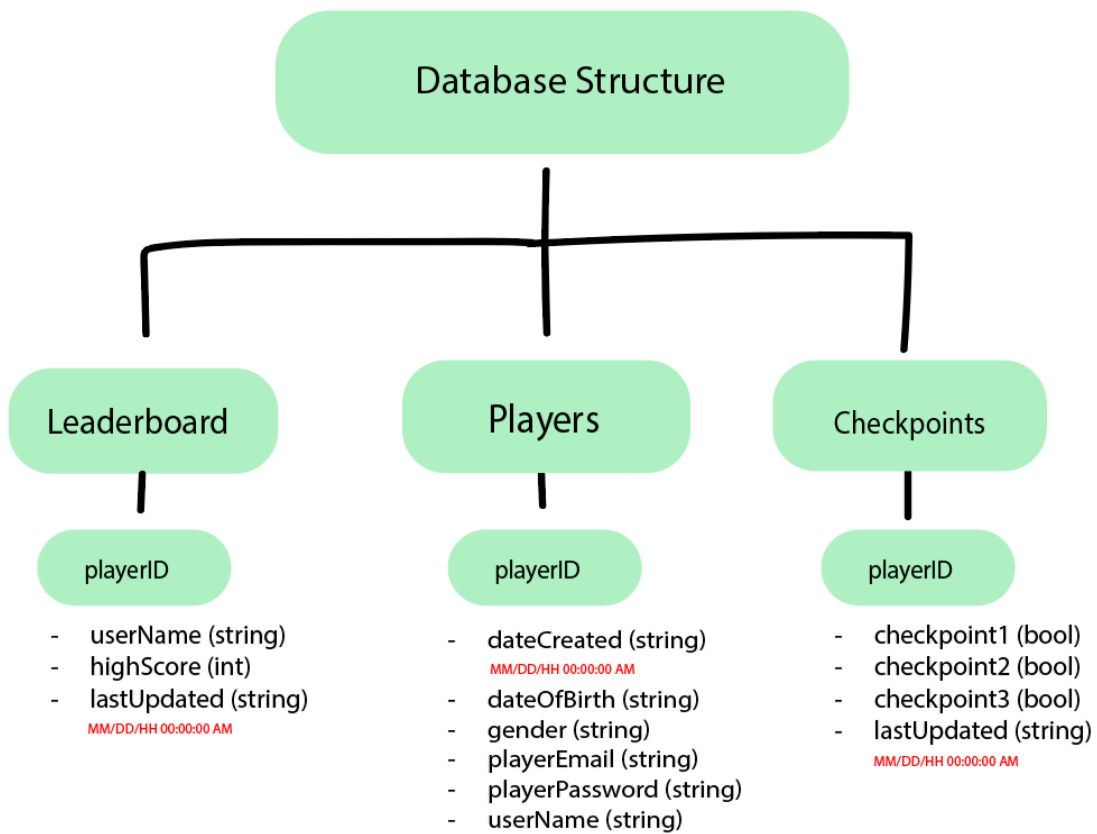 Database Structure
Leaderboard
Players
Checkpoints
playerID
- userName (string)
- highScore (int)
- lastUpdated (string)
MM/DD/HH 00:00:00 AM
playerID
- dateCreated (string)
MM/DD/HH 00:00:00 AM
- dateOfBirth (string)
- gender (string)
- playerEmail (string)
- playerPassword (string)
- userName (string)
playerID
- checkpoint1 (bool)
- checkpoint2 (bool)
- checkpoint3 (bool)
- lastUpdated (string)
MM/DD/HH 00:00:00 AM